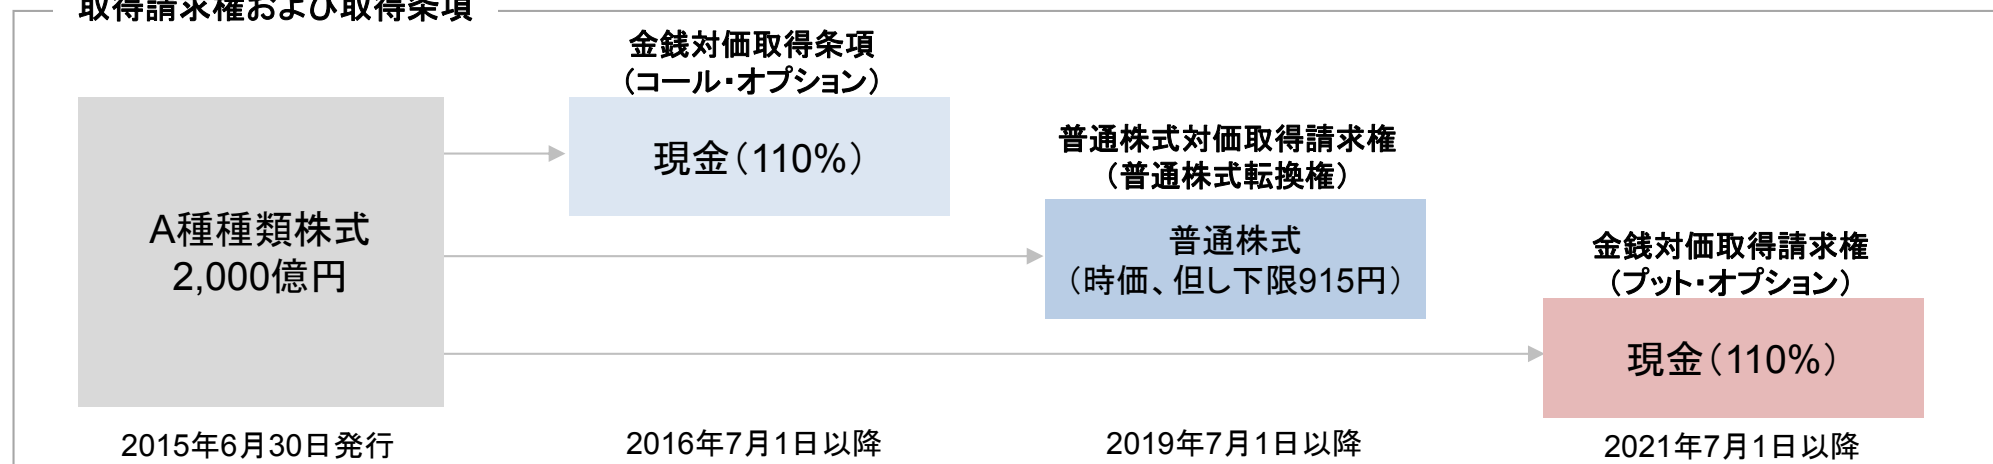 取得請求権および取得条項
金銭対価取得条項
（コール・オプション）
現金（110%）
普通株式対価取得請求権
（普通株式転換権）
A種種類株式
2,000億円
普通株式
（時価、但し下限915円）
金銭対価取得請求権
（プット・オプション）
現金（110%）
2015年6月30日発行
2016年7月1日以降
2019年7月1日以降
2021年7月1日以降